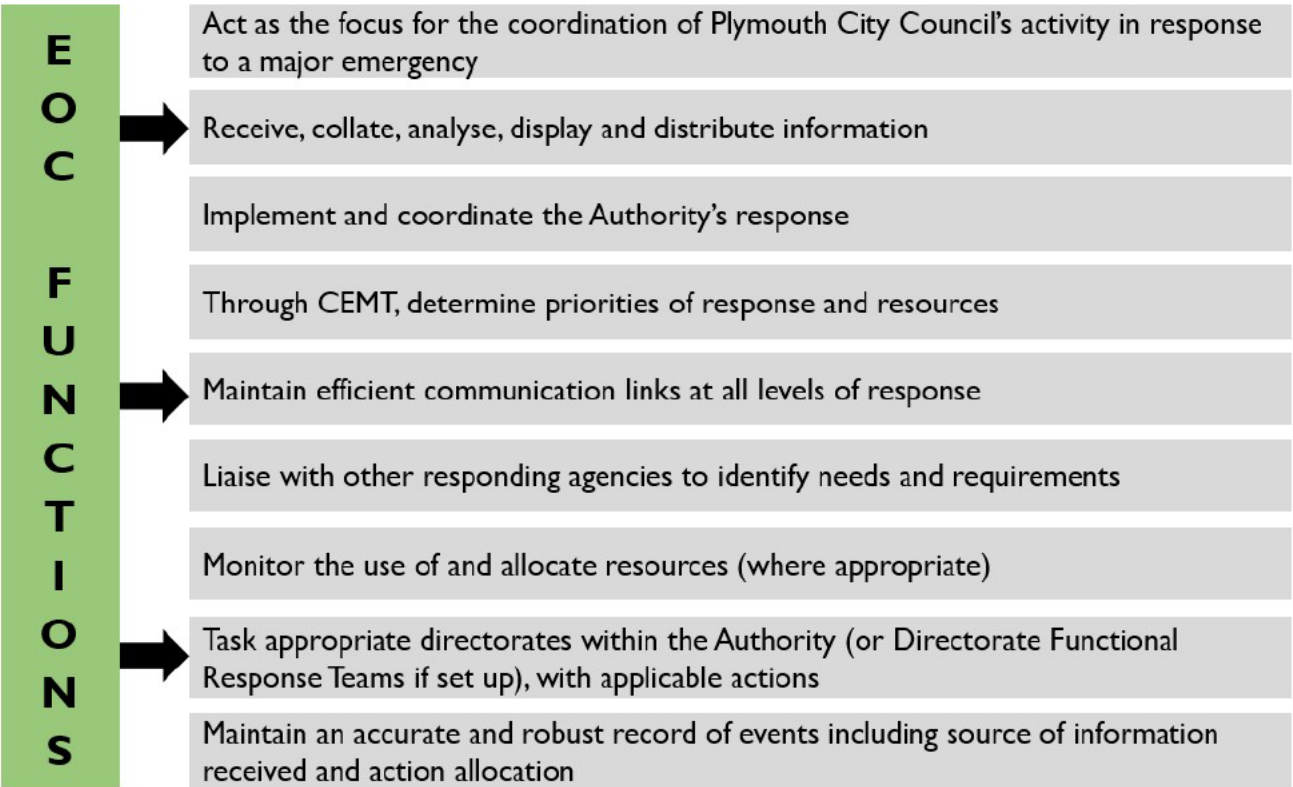 EOC FUNCTIONS
Act as the focus for the coordination of Plymouth City Council's activity in response
to a major emergency
Receive, collate, analyse, display and distribute information
Implement and coordinate the Authority's response
Through CEMT, determine priorities of response and resources
Maintain efficient communication links at all levels of response
Liaise with other responding agencies to identify needs and requirements
Monitor the use of and allocate resources (where appropriate)
Task appropriate directorates within the Authority (or Directorate Functional
Response Teams if set up), with applicable actions
Maintain an accurate and robust record of events including source of information
received and action allocation